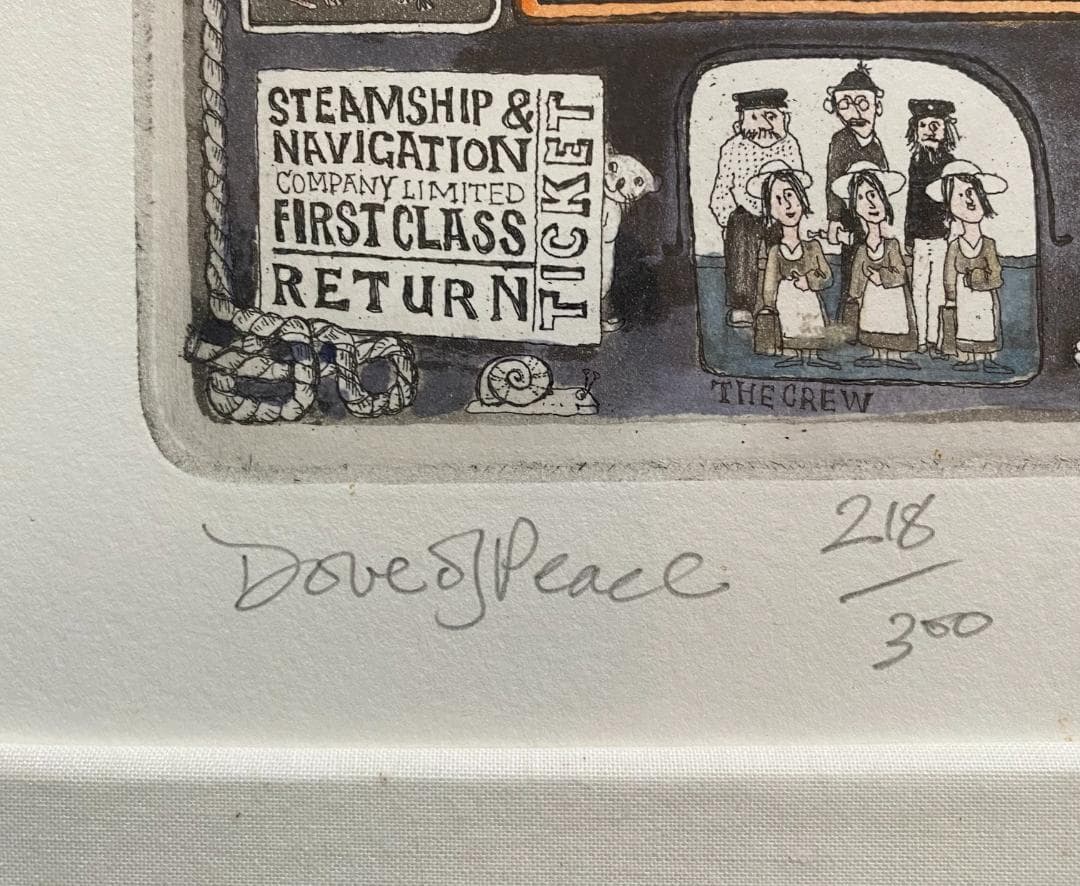 STEAMSHIP &
NAVIGATION
COMPANY LIMITED
FIRST CLASS
RETURN
TICKET
THE CREW
Dove of Peace
218
300